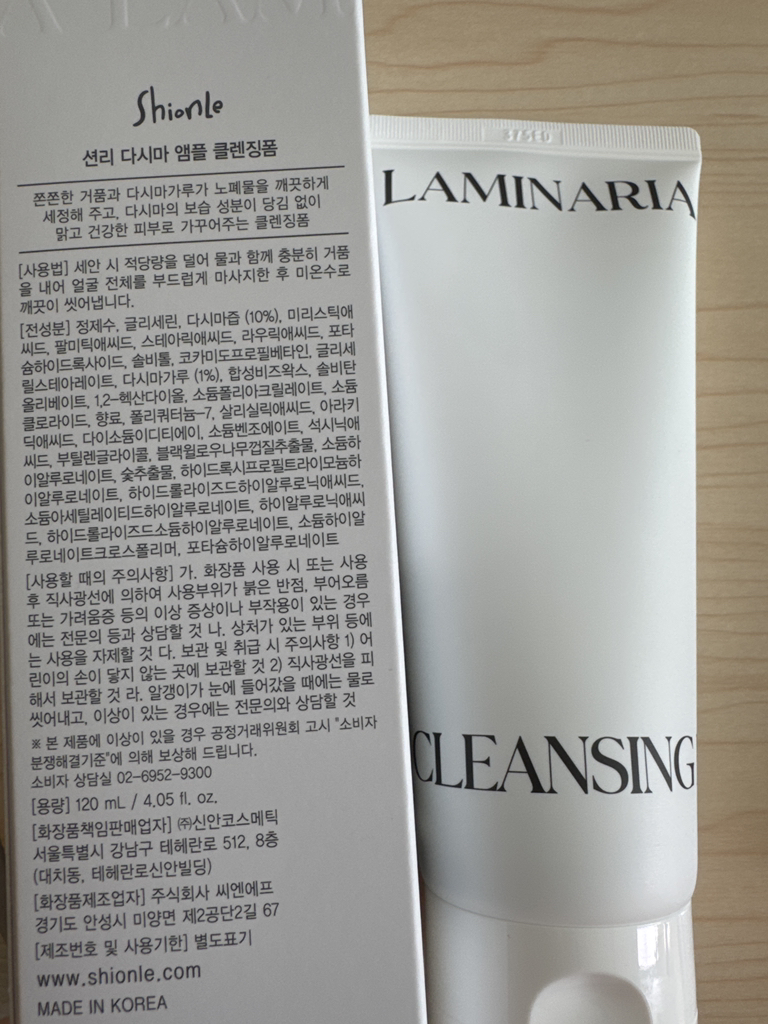 Shionle
션리 다시마 앰플 클렌징폼
쫀쫀한 거품과 다시마가루가 노폐물을 깨끗하게
세정해 주고, 다시마의 보습 성분이 당김 없이
맑고 건강한 피부로 가꾸어주는 클렌징폼
[사용법] 세안 시 적당량을 덜어 물과 함께 충분히 거품
을 내어 얼굴 전체를 부드럽게 마사지한 후 미온수로
깨끗이 씻어냅니다.
[전성분] 정제수, 글리세린, 다시마즙 (10%), 미리스틱애
씨드, 팔미틱애씨드, 스테아릭애씨드, 라우릭애씨드, 포타
슘하이드록사이드, 솔비톨, 코카미도프로필베타인, 글리세
릴스테아레이트, 다시마가루 (1%), 합성비즈왁스, 솔비탄
올리베이트, 1,2-헥산다이올, 소듐폴리아크릴레이트, 소듐
클로라이드, 향료, 폴리쿼터늄-7, 살리실릭애씨드, 아라키
딕애씨드, 다이소듐이디티에이, 소듐벤조에이트, 석시닉애
씨드, 부틸렌글라이콜, 블랙윌로우나무껍질추출물, 소듐하
이알루로네이트, 숯추출물, 하이드록시프로필트라이모늄하
이알루로네이트, 하이드롤라이즈드하이알루로닉애씨드,
소듐아세틸레이티드하이알루로네이트, 하이알루로닉애씨
드, 하이드롤라이즈드소듐하이알루로네이트, 소듐하이알
루로네이트크로스폴리머, 포타슘하이알루로네이트
[사용할 때의 주의사항] 가. 화장품 사용 시 또는 사용
후 직사광선에 의하여 사용부위가 붉은 반점, 부어오름
또는 가려움증 등의 이상 증상이나 부작용이 있는 경우
에는 전문의 등과 상담할 것 나. 상처가 있는 부위 등에
는 사용을 자제할 것 다. 보관 및 취급 시 주의사항 1) 어
린이의 손이 닿지 않는 곳에 보관할 것 2) 직사광선을 피
해서 보관할 것 라. 알갱이가 눈에 들어갔을 때에는 물로
씻어내고, 이상이 있는 경우에는 전문의와 상담할 것
※ 본 제품에 이상이 있을 경우 공정거래위원회 고시 "소비자
분쟁해결기준"에 의해 보상해 드립니다.
소비자 상담실 02-6952-9300
[용량] 120 mL / 4.05 fl. oz.
[화장품책임판매업자] ㈜신안코스메틱
서울특별시 강남구 테헤란로 512, 8층
(대치동, 테헤란로신안빌딩)
[화장품제조업자] 주식회사 씨엔에프
경기도 안성시 미양면 제2공단2길 67
[제조번호 및 사용기한] 별도표기
www.shionle.com
MADE IN KOREA
LAMINARIA
CLEANSING